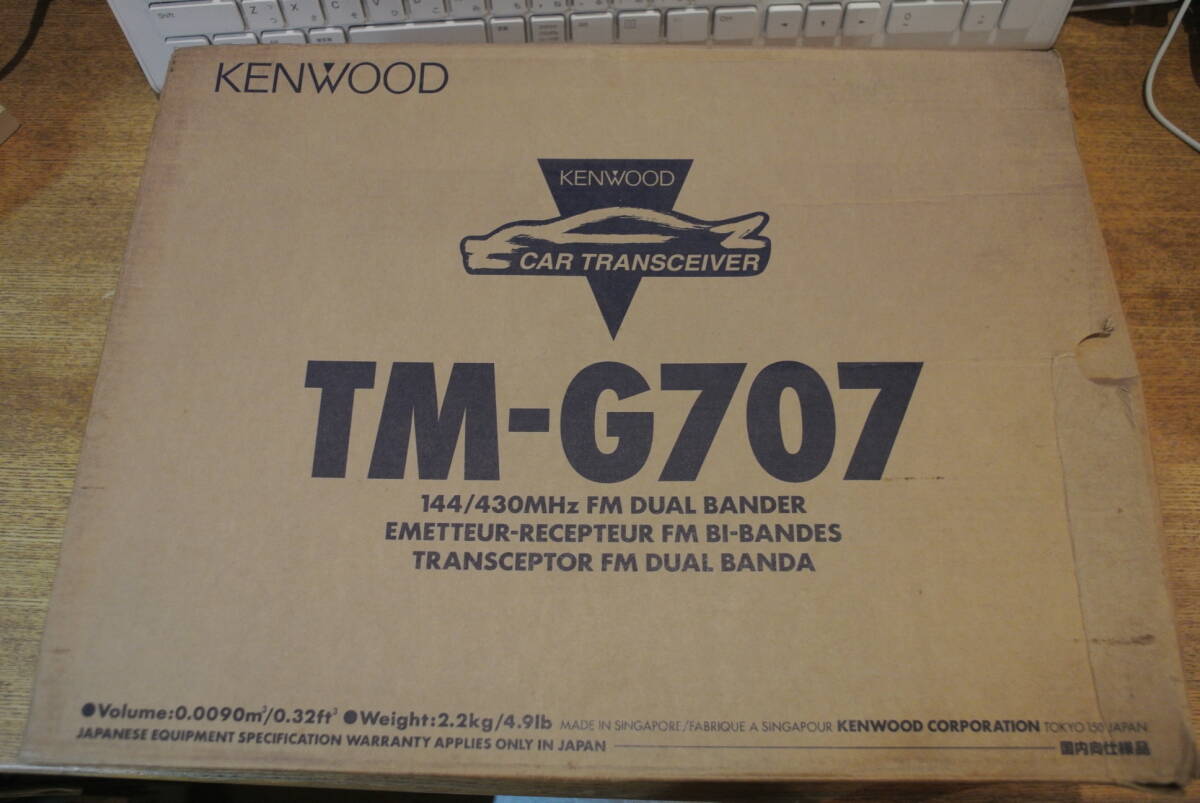 KENWOOD
KENWOOD
CAR TRANSCEIVER
TM-G707
144/430MHz FM DUAL BANDER
EMETTEUR-RECEPTEUR FM BI-BANDES
TRANSCEPTOR FM DUAL BANDA
●Volume:0.0090m³/0.32ft³ ●Weight:2.2kg/4.9lb MADE IN SINGAPORE/FABRIQUE A SINGAPOUR KENWOOD CORPORATION TOKYO 150 JAPAN
JAPANESE EQUIPMENT SPECIFICATION WARRANTY APPLIES ONLY IN JAPAN 国内向仕様品